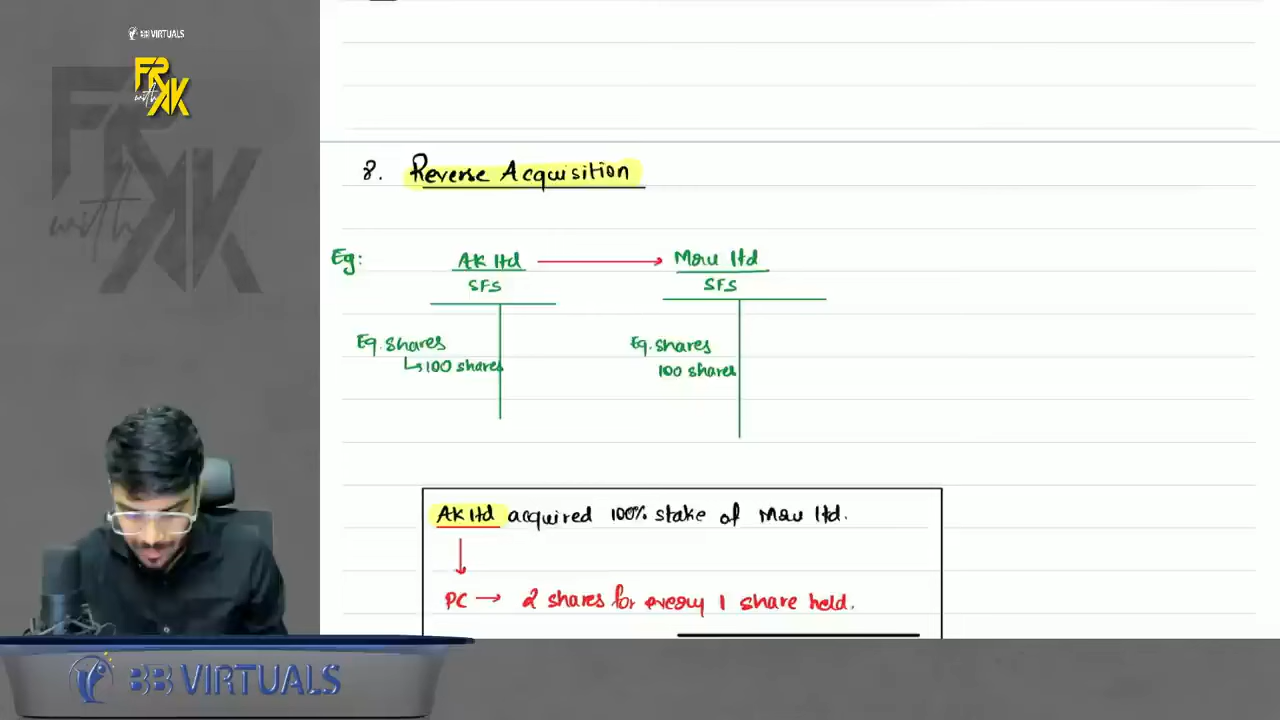 BB VIRTUALS
FR
with
AK
8. Reverse Acquisition
Eg: AK ltd → Mou ltd
SFS SFS
Eq. shares Eq. shares
↳ 100 shares 100 shares
AK ltd acquired 100% stake of Mou ltd.
PC → 2 shares for every 1 share held.
BB VIRTUALS